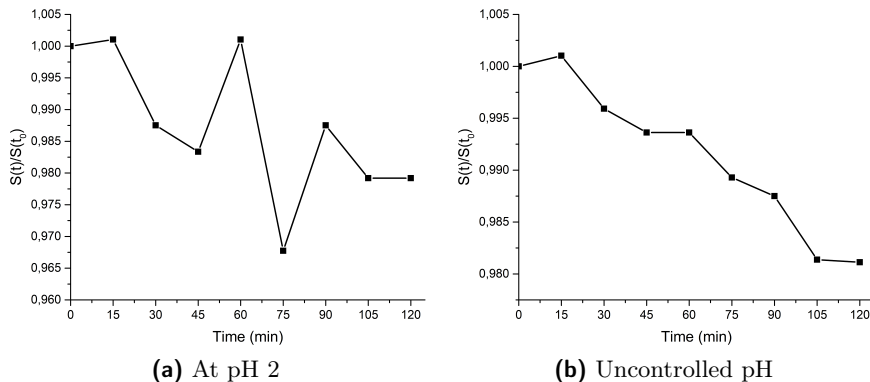 1,005
1,000
0,995
0,990
0,985
0,980
0,975
0,970
0,965
0,960
S(t)/S(t0)
0 15 30 45 60 75 90 105 120
Time (min)
(a) At pH 2
1,005
1,000
0,995
0,990
0,985
0,980
S(t)/S(t0)
0 15 30 45 60 75 90 105 120
Time (min)
(b) Uncontrolled pH